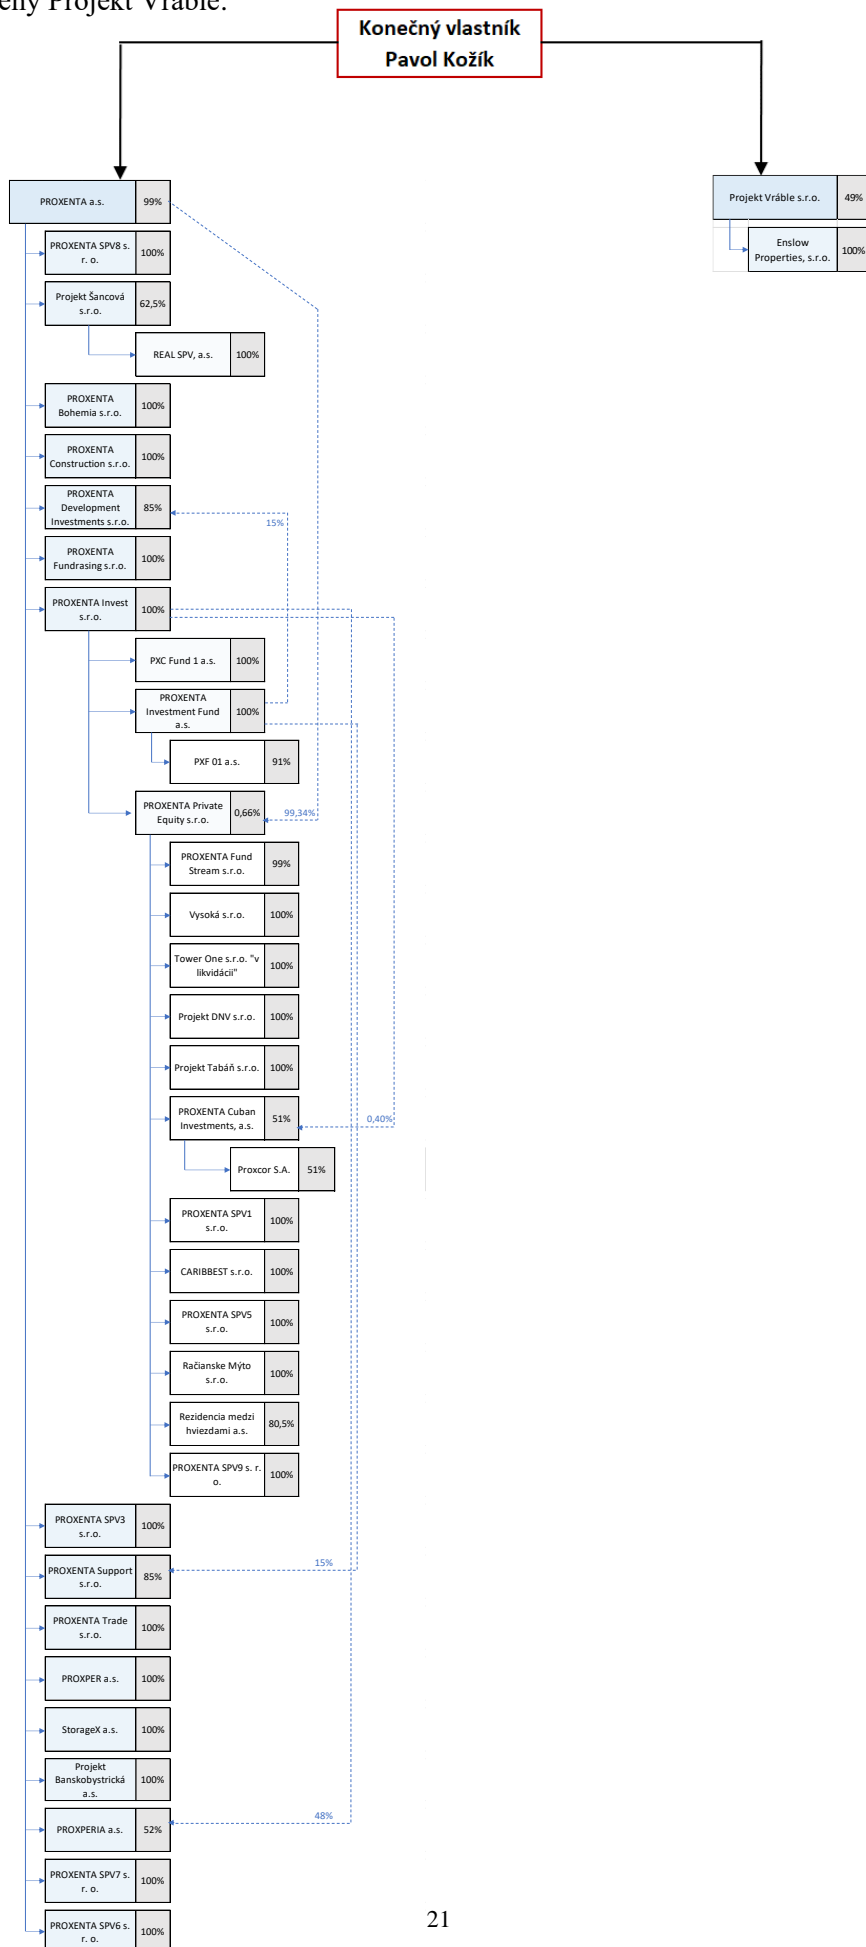 eny Projekt Vráble.
Konečný vlastník
Pavol Kožík
PROXENTA a.s.
99%
Projekt Vráble s.r.o.
49%
PROXENTA SPV8 s.
r. o.
100%
Enslow
Properties, s.r.o.
100%
Projekt Šancová
s.r.o.
62,5%
REAL SPV, a.s.
100%
PROXENTA
Bohemia s.r.o.
100%
PROXENTA
Construction s.r.o.
100%
PROXENTA
Development
Investments s.r.o.
85%
15%
PROXENTA
Fundrasing s.r.o.
100%
PROXENTA Invest
s.r.o.
100%
PXC Fund 1 a.s.
100%
PROXENTA
Investment Fund
a.s.
100%
PXF 01 a.s.
91%
PROXENTA Private
Equity s.r.o.
0,66%
99,34%
PROXENTA Fund
Stream s.r.o.
99%
Vysoká s.r.o.
100%
Tower One s.r.o. "v
likvidácii"
100%
Projekt DNV s.r.o.
100%
Projekt Tabáň s.r.o.
100%
PROXENTA Cuban
Investments, a.s.
51%
0,40%
Proxcor S.A.
51%
PROXENTA SPV1
s.r.o.
100%
CARIBBEST s.r.o.
100%
PROXENTA SPV5
s.r.o.
100%
Račianske Mýto
s.r.o.
100%
Rezidencia medzi
hviezdami a.s.
80,5%
PROXENTA SPV9 s. r.
o.
100%
PROXENTA SPV3
s.r.o.
100%
PROXENTA Support
s.r.o.
85%
15%
PROXENTA Trade
s.r.o.
100%
PROXPER a.s.
100%
StorageX a.s.
100%
Projekt
Banskobystrická
a.s.
100%
PROXPERIA a.s.
52%
48%
PROXENTA SPV7 s.
r. o.
100%
PROXENTA SPV6 s.
r. o.
100%
21